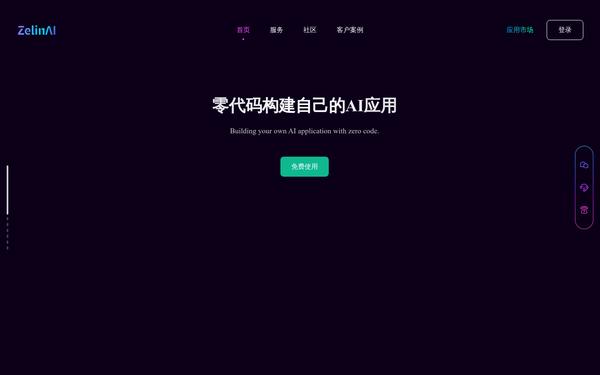 ZelinAI
首页
服务
社区
客户案例
应用市场
登录
零代码构建自己的AI应用
Building your own AI application with zero code.
免费使用